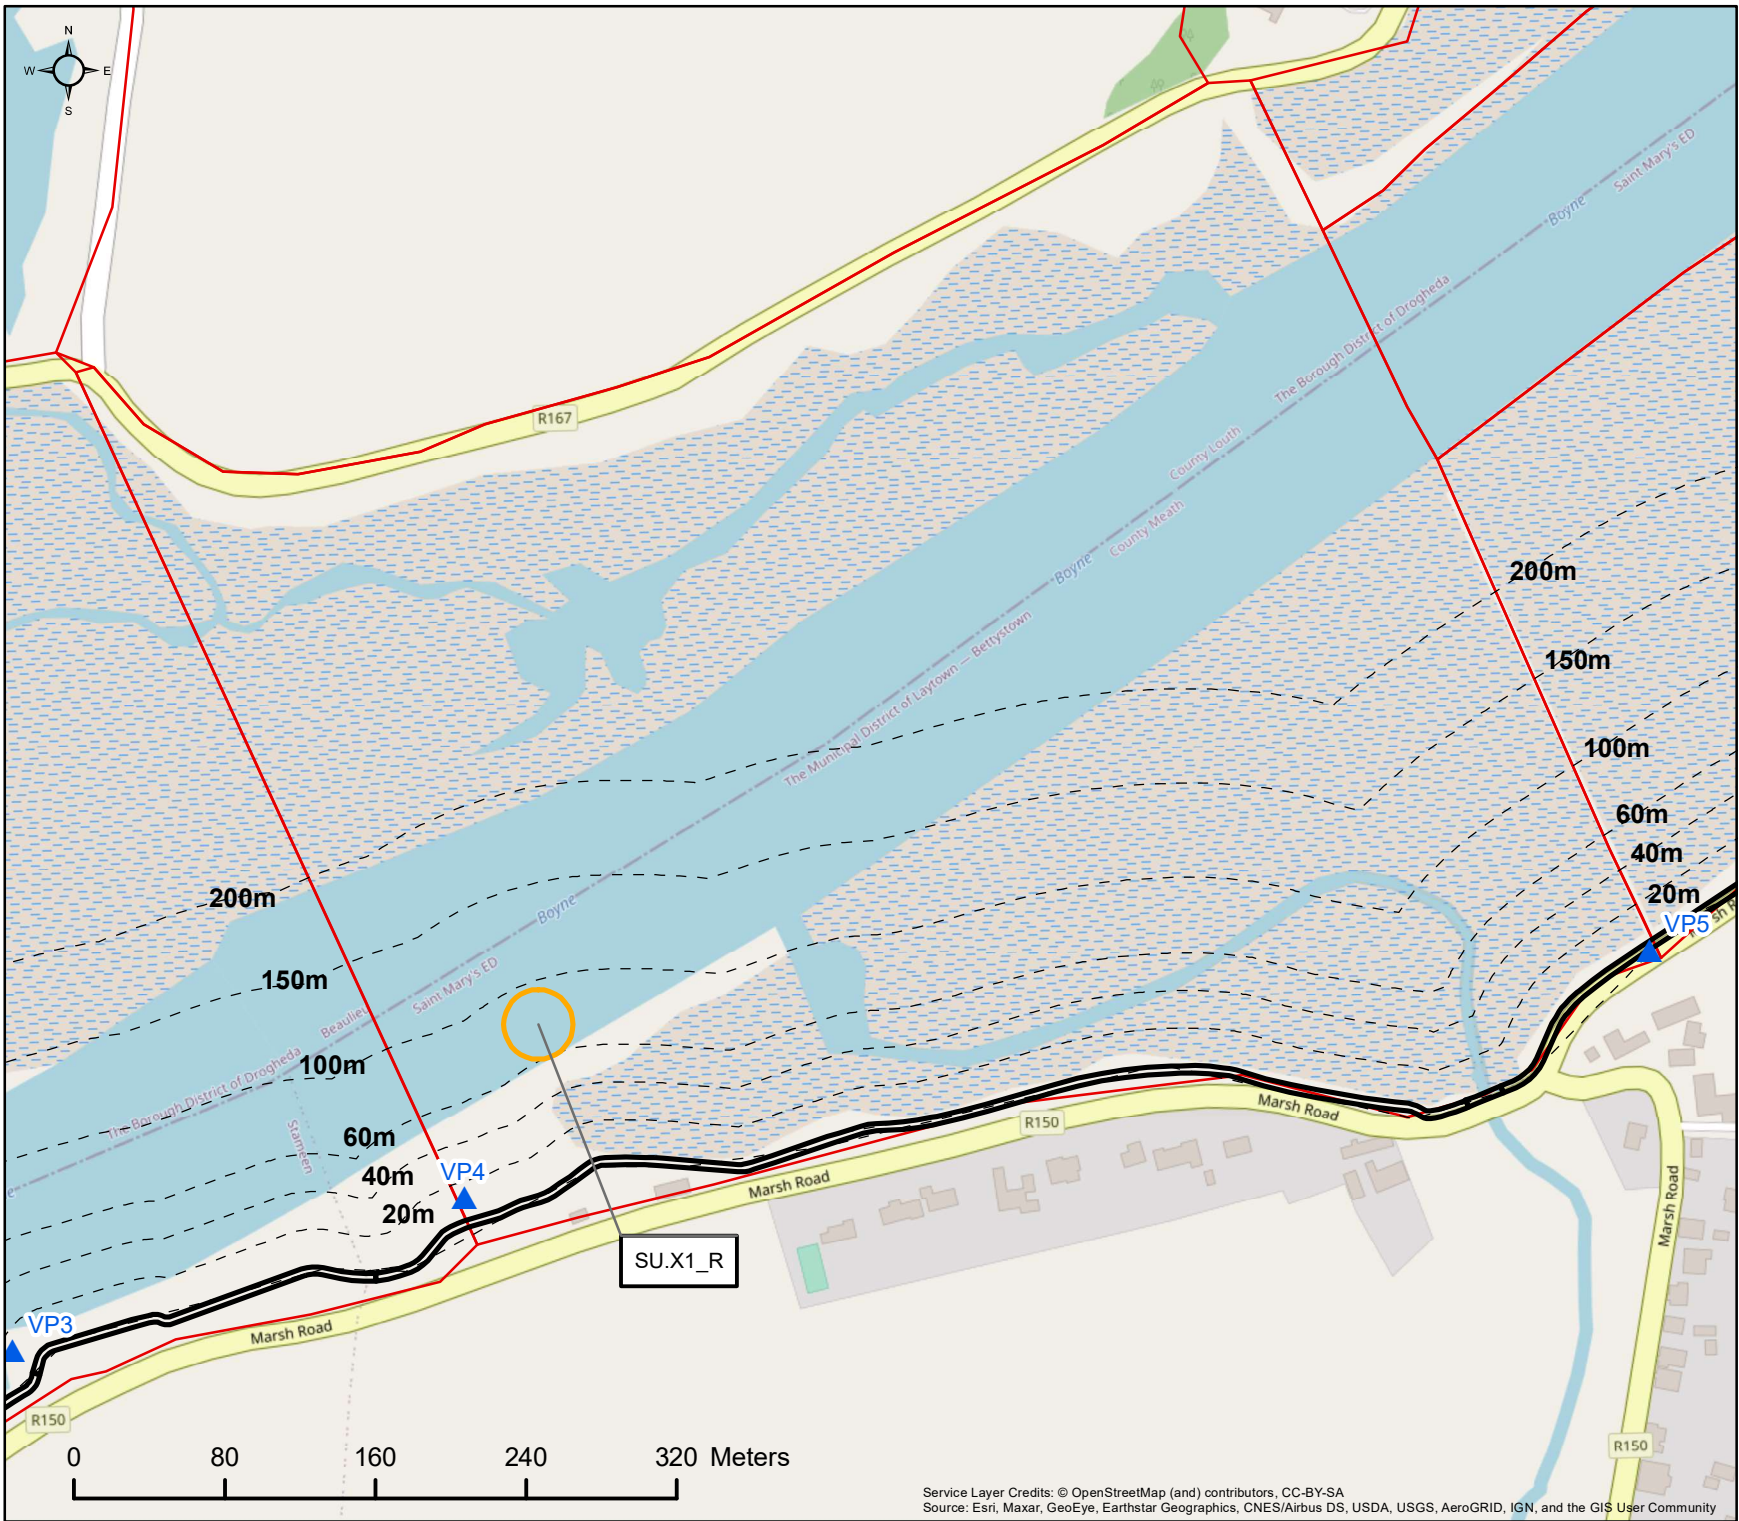 N
W E
S
Saint Mary's ED
Boyne
The Borough District of Drogheda
R167
County Louth
County Meath
Boyne
200m
The Municipal District of Laytown — Bettystown
150m
100m
60m
40m
200m
20m
Boyne
VP5
150m
Saint Mary's ED
Beaulieu
100m
The Borough District of Drogheda
Marsh Road
R150
60m
Stameen
40m
VP4
Marsh Road
Marsh Road
20m
SU.X1_R
VP3
Marsh Road
R150
R150
0 80 160 240 320 Meters
Service Layer Credits: © OpenStreetMap (and) contributors, CC-BY-SA
Source: Esri, Maxar, GeoEye, Earthstar Geographics, CNES/Airbus DS, USDA, USGS, AeroGRID, IGN, and the GIS User Community